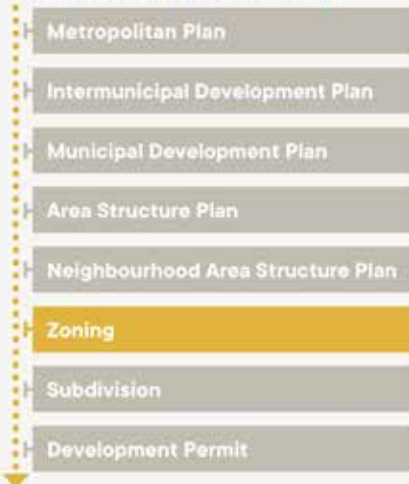 Metropolitan Plan
Intermunicipal Development Plan
Municipal Development Plan
Area Structure Plan
Neighbourhood Area Structure Plan
Zoning
Subdivision
Development Permit